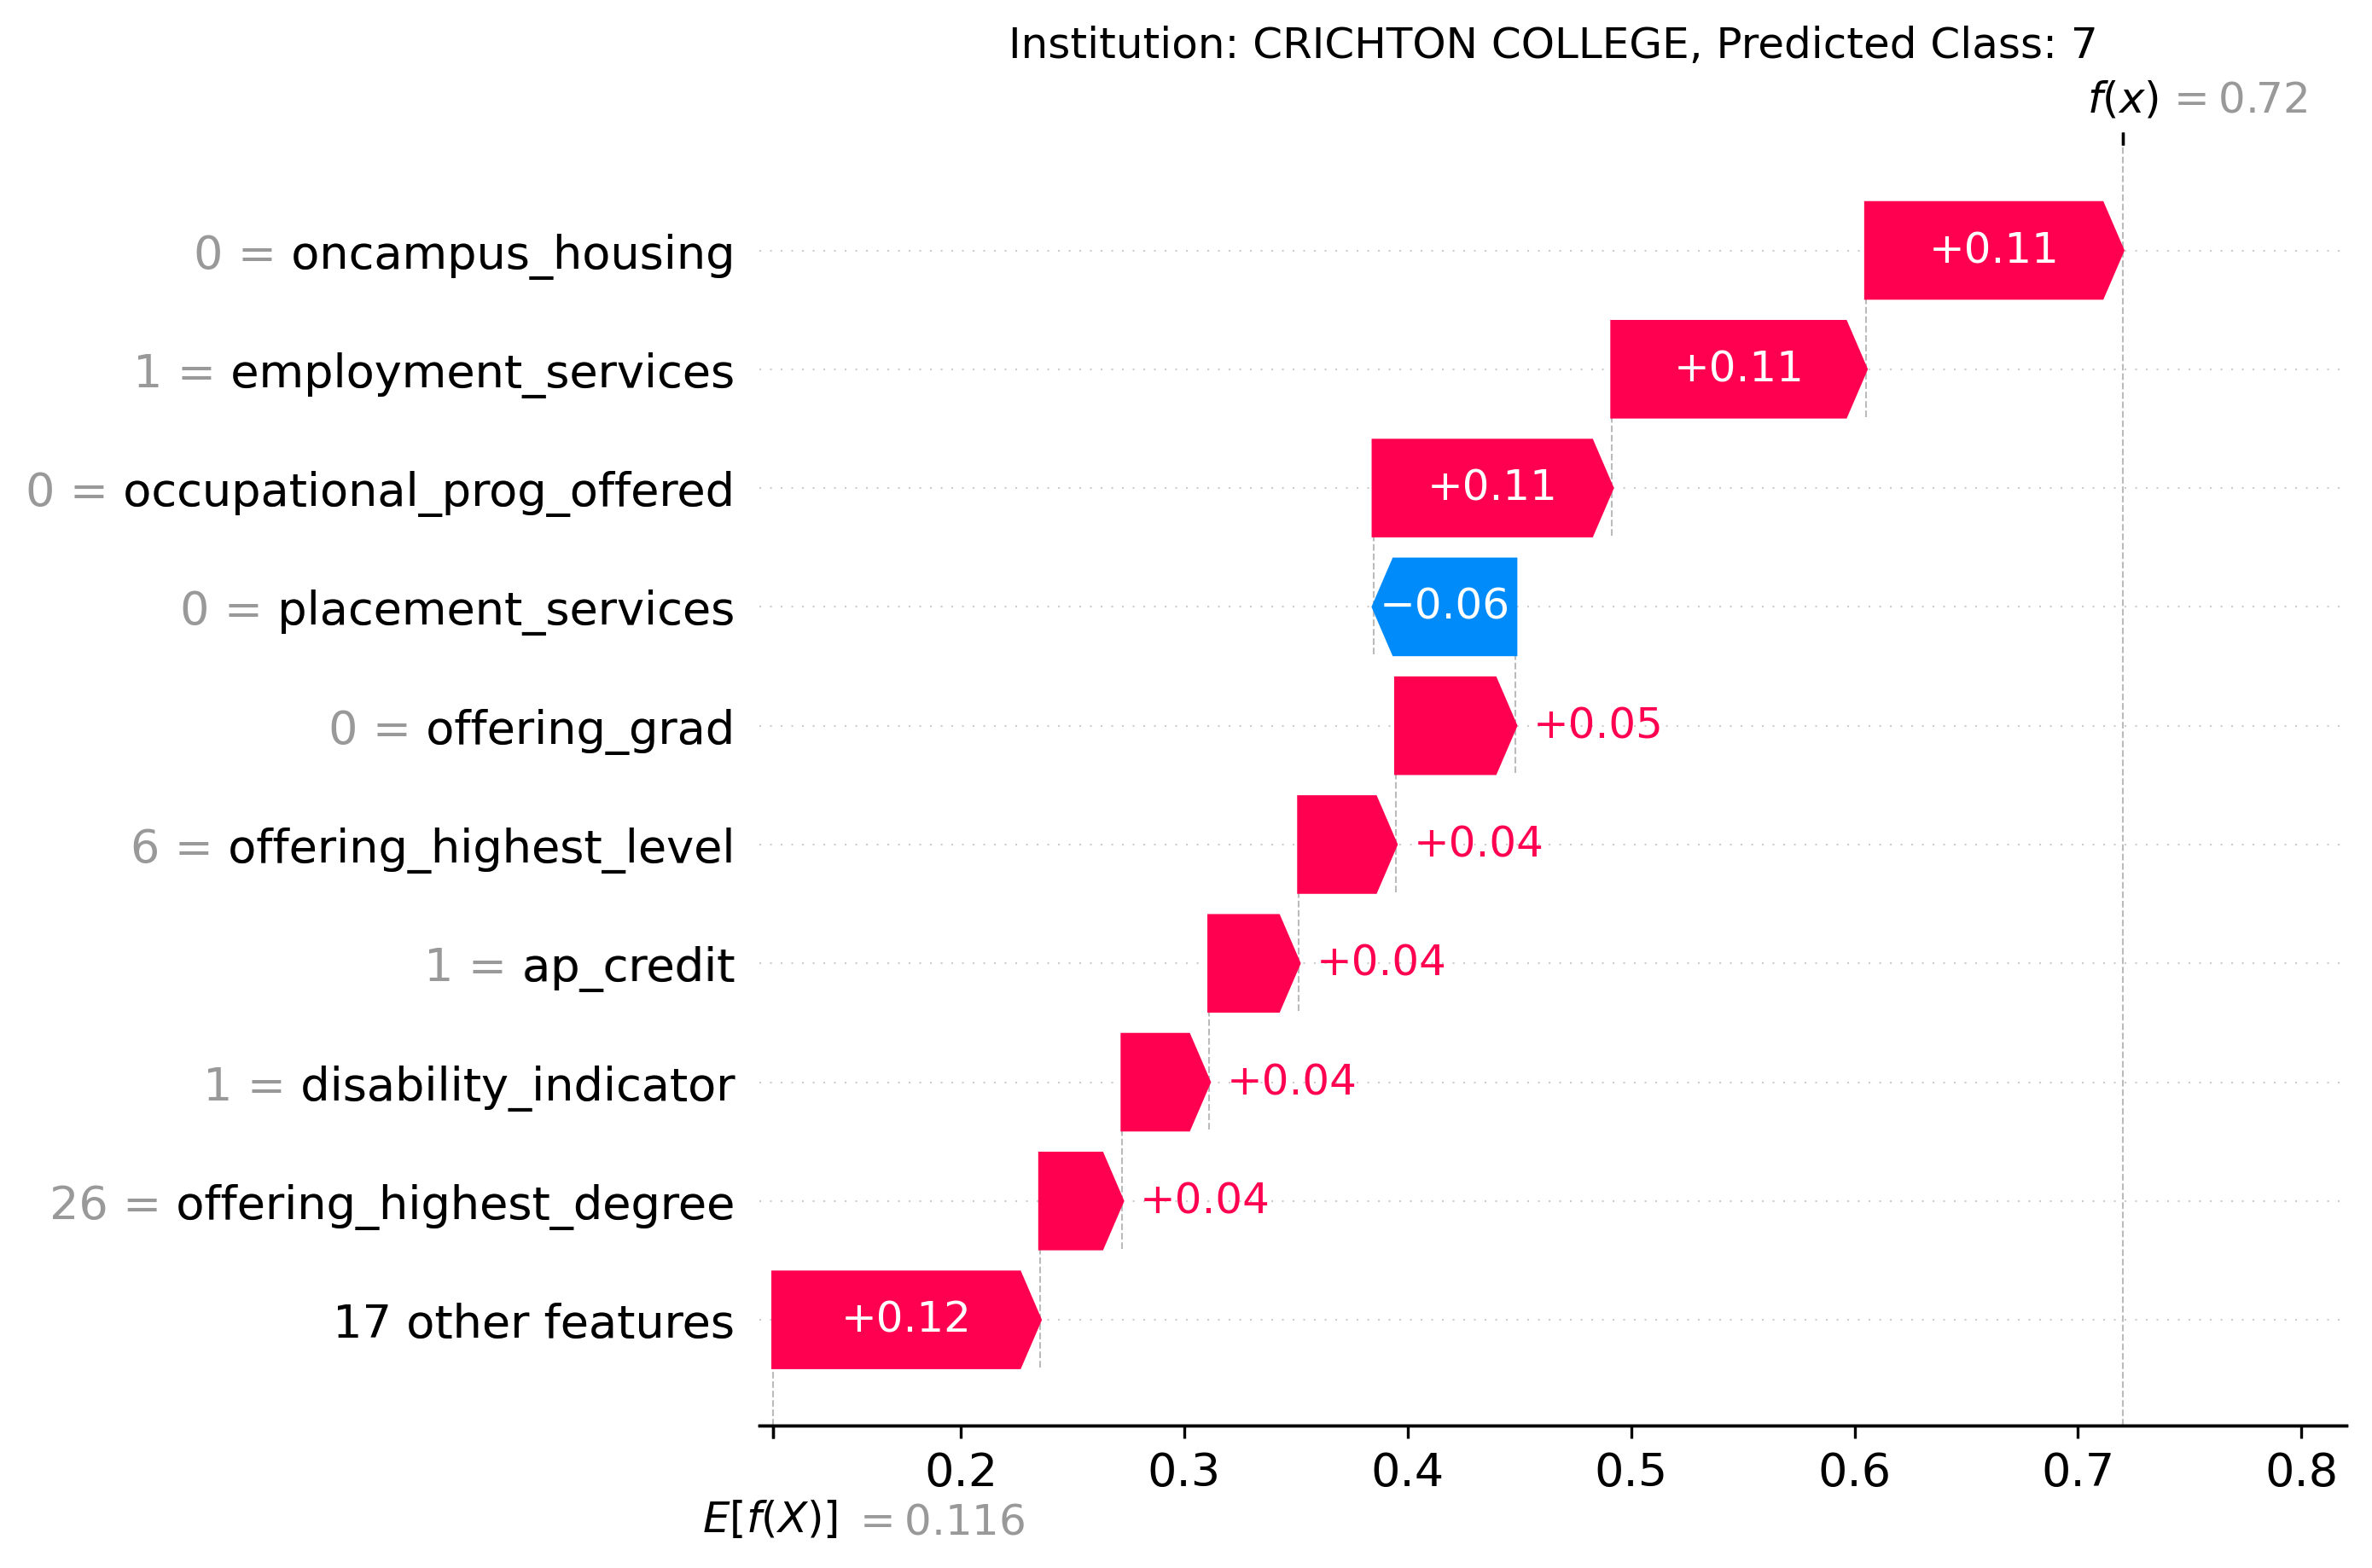 Institution: CRICHTON COLLEGE, Predicted Class: 7
f(x) = 0.72
0 = oncampus_housing +0.11
1 = employment_services +0.11
0 = occupational_prog_offered +0.11
0 = placement_services −0.06
0 = offering_grad +0.05
6 = offering_highest_level +0.04
1 = ap_credit +0.04
1 = disability_indicator +0.04
26 = offering_highest_degree +0.04
17 other features +0.12
0.2 0.3 0.4 0.5 0.6 0.7 0.8
E[f(X)] = 0.116